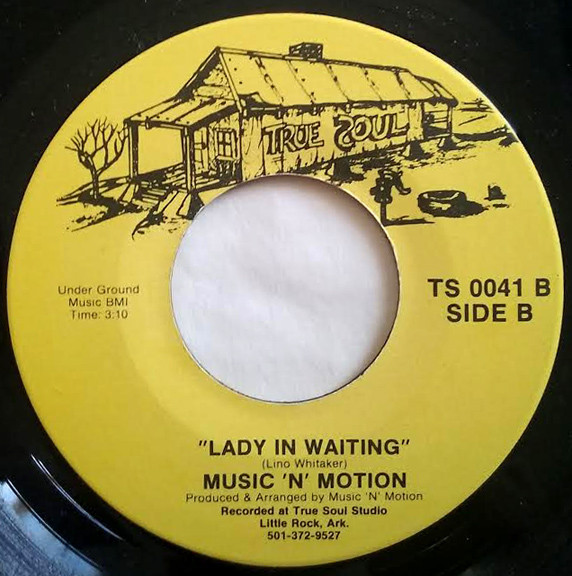 TRUE SOUL
Under Ground
Music BMI
Time: 3:10
TS 0041 B
SIDE B
"LADY IN WAITING"
(Lino Whitaker)
MUSIC 'N' MOTION
Produced & Arranged by Music 'N' Motion
Recorded at True Soul Studio
Little Rock, Ark.
501-372-9527